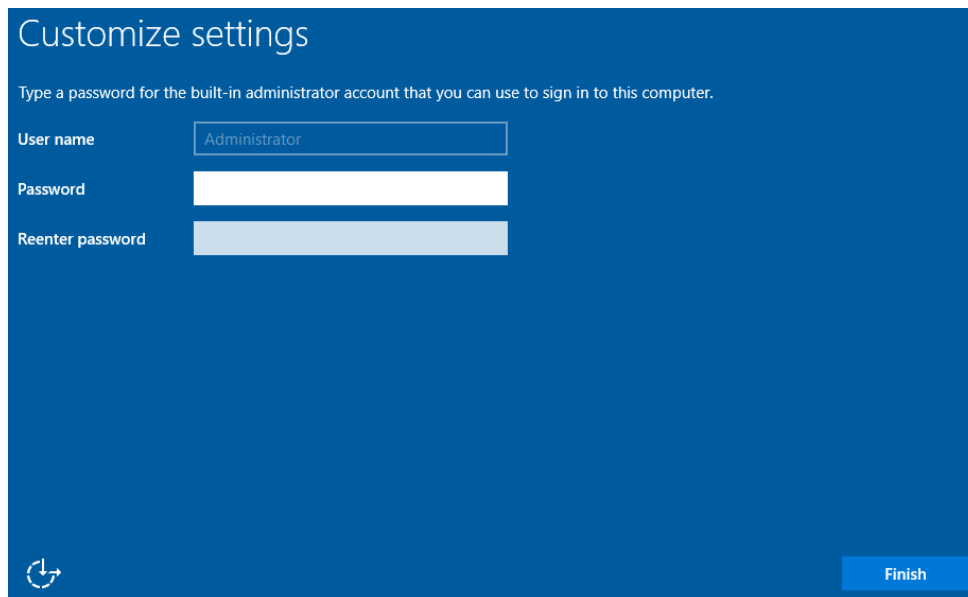 Customize settings
Type a password for the built-in administrator account that you can use to sign in to this computer.
User name
Administrator
Password
Reenter password
Finish